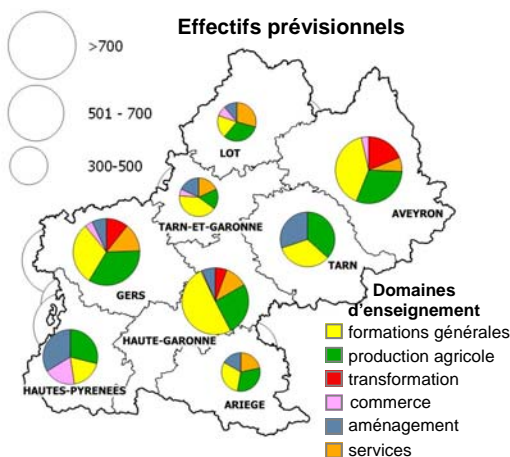 Effectifs prévisionnels
>700
501 - 700
300-500
LOT
AVEYRON
TARN-ET-GARONNE
TARN
GERS
HAUTE-GARONNE
HAUTES-PYRENEES
ARIEGE
Domaines
d'enseignement
formations générales
production agricole
transformation
commerce
aménagement
services